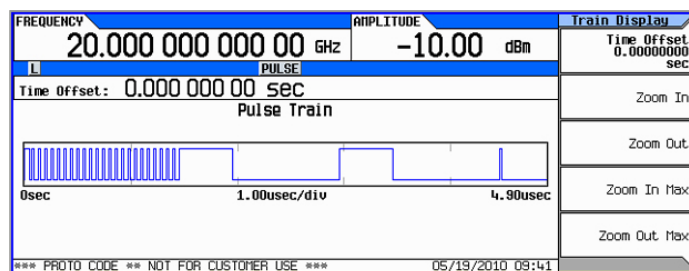 FREQUENCY
AMPLITUDE
20.000 000 000 00 GHz
-10.00 dBm
L
PULSE
Time Offset: 0.000 000 00 sec
Pulse Train
0sec
1.00usec/div
4.90usec
*** PROTO CODE ** NOT FOR CUSTOMER USE ***
05/19/2010 09:41
Train Display
Time Offset
0.00000000
sec
Zoom In
Zoom Out
Zoom In Max
Zoom Out Max